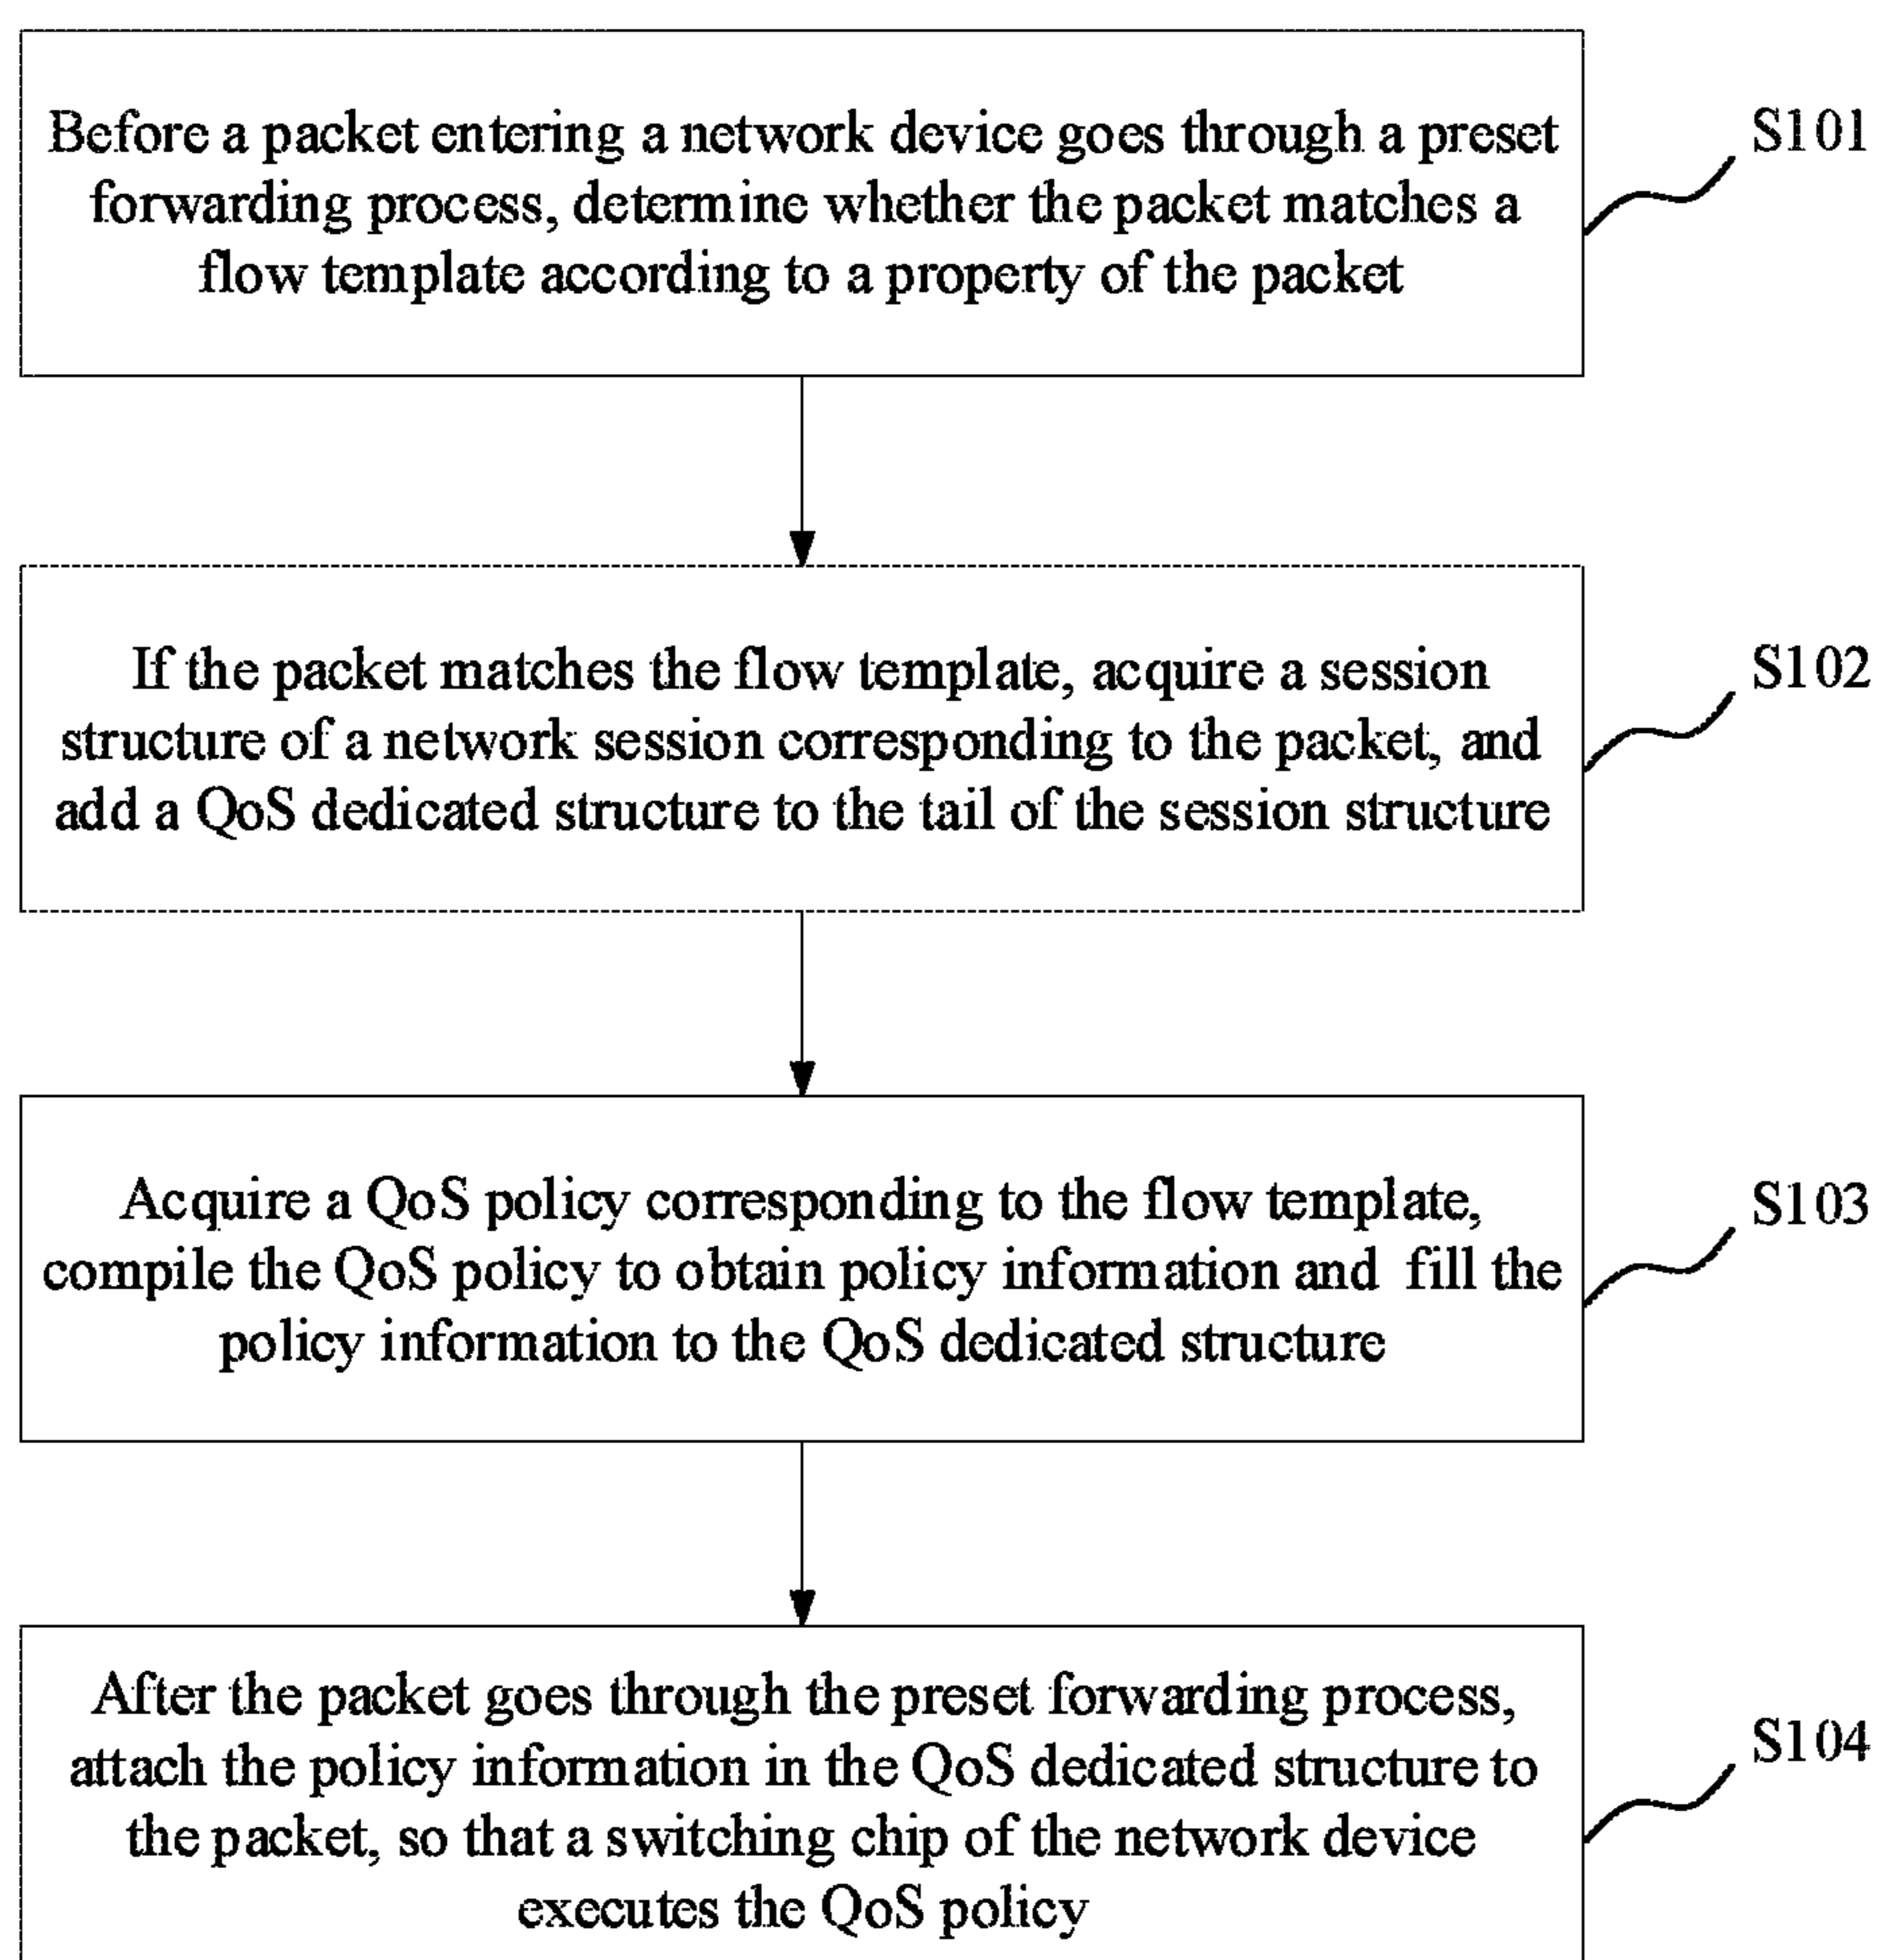 Before a packet entering a network device goes through a preset
forwarding process, determine whether the packet matches a
flow template according to a property of the packet
S101
If the packet matches the flow template, acquire a session
structure of a network session corresponding to the packet, and
add a QoS dedicated structure to the tail of the session structure
S102
Acquire a QoS policy corresponding to the flow template,
compile the QoS policy to obtain policy information and fill the
policy information to the QoS dedicated structure
S103
After the packet goes through the preset forwarding process,
attach the policy information in the QoS dedicated structure to
the packet, so that a switching chip of the network device
executes the QoS policy
S104